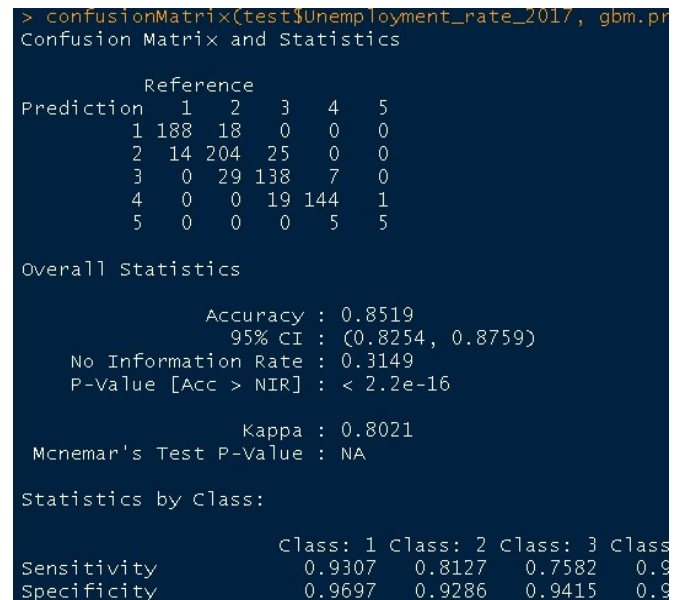 > confusionMatrix(test$Unemployment_rate_2017, gbm.pr
Confusion Matrix and Statistics
Reference
Prediction 1 2 3 4 5
1 188 18 0 0 0
2 14 204 25 0 0
3 0 29 138 7 0
4 0 0 19 144 1
5 0 0 0 5 5
Overall Statistics
Accuracy : 0.8519
95% CI : (0.8254, 0.8759)
No Information Rate : 0.3149
P-Value [Acc > NIR] : < 2.2e-16
Kappa : 0.8021
Mcnemar's Test P-Value : NA
Statistics by Class:
Class: 1 Class: 2 Class: 3 Class
Sensitivity 0.9307 0.8127 0.7582 0.9
Specificity 0.9697 0.9286 0.9415 0.9